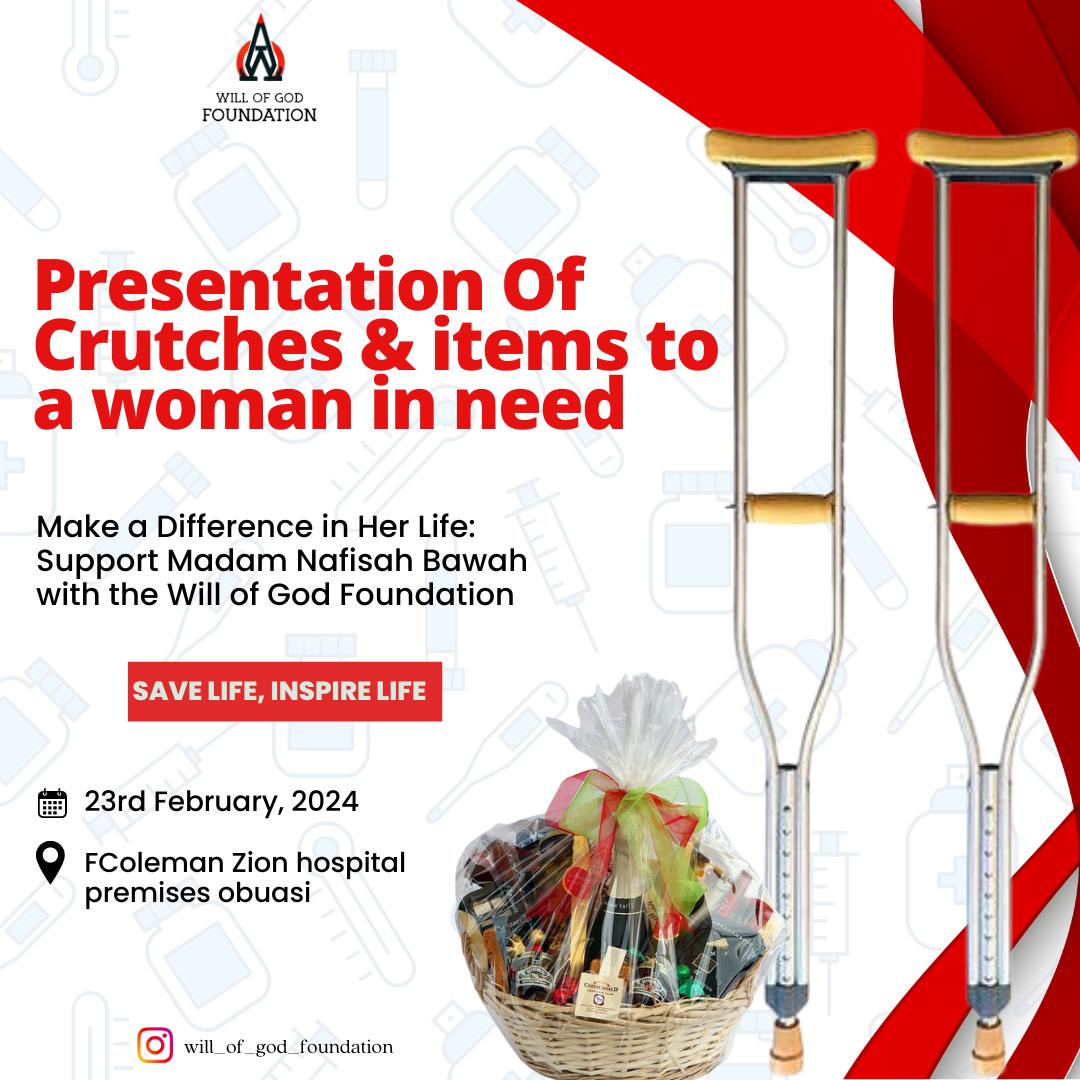 WILL OF GOD
FOUNDATION
Presentation Of
Crutches & items to
a woman in need
Make a Difference in Her Life:
Support Madam Nafisah Bawah
with the Will of God Foundation
SAVE LIFE, INSPIRE LIFE
23rd February, 2024
FColeman Zion hospital
premises obuasi
will_of_god_foundation